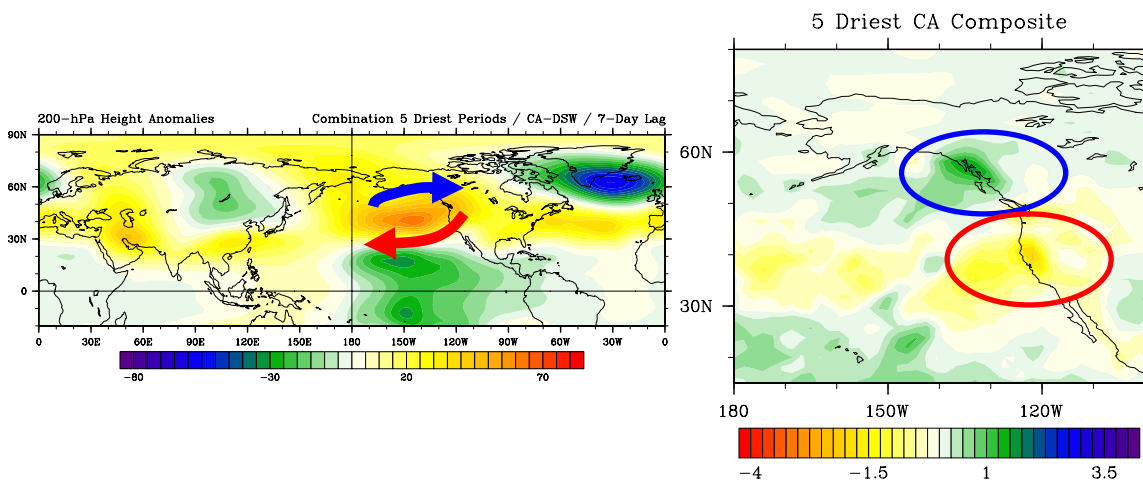 5 Driest CA Composite
200-hPa Height Anomalies
Combination 5 Driest Periods / CA-DSW / 7-Day Lag
90N
60N
30N
0
0
30E
60E
90E
120E
150E
180
150W
120W
90W
60W
30W
0
-80
-30
20
70
60N
30N
180
150W
120W
-4
-1.5
1
3.5